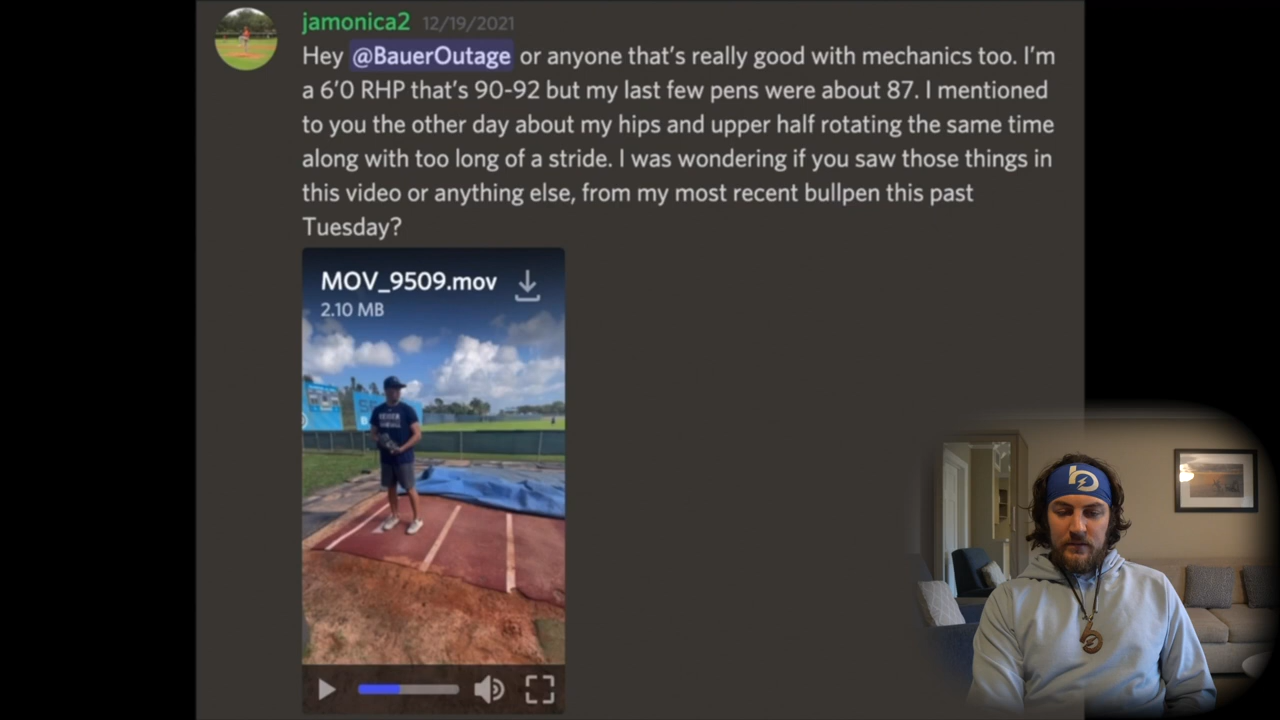 jamonica2 12/19/2021
Hey @BauerOutage or anyone that's really good with mechanics too. I'm
a 6'0 RHP that's 90-92 but my last few pens were about 87. I mentioned
to you the other day about my hips and upper half rotating the same time
along with too long of a stride. I was wondering if you saw those things in
this video or anything else, from my most recent bullpen this past
Tuesday?
MOV_9509.mov
2.10 MB